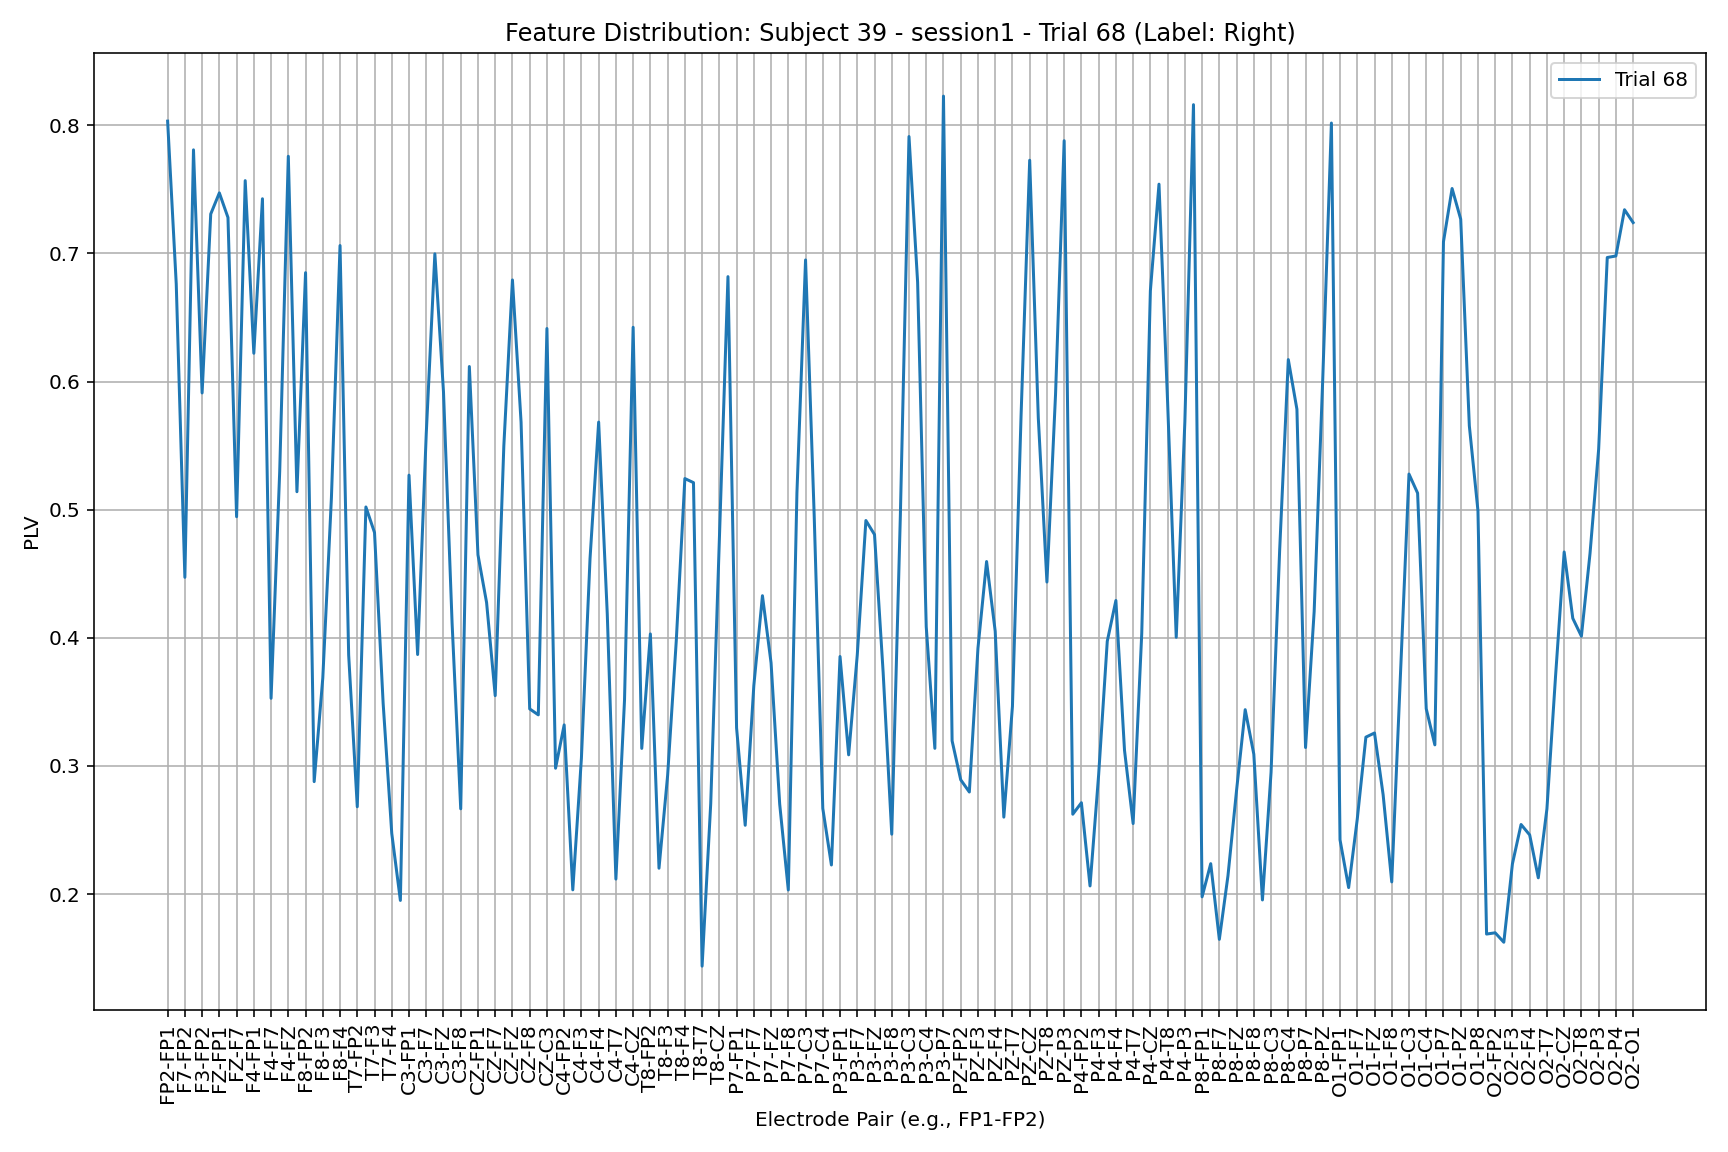 Feature Distribution: Subject 39 - session1 - Trial 68 (Label: Right)
Trial 68
0.8
0.7
0.6
0.5
0.4
0.3
0.2
PLV
FP2-FP1
F7-FP2
F3-FP2
FZ-FP1
FZ-F7
F4-FP1
F4-F7
F4-FZ
F8-FP2
F8-F3
F8-F4
T7-FP2
T7-F3
T7-F4
C3-FP1
C3-F7
C3-FZ
C3-F8
CZ-FP1
CZ-F7
CZ-FZ
CZ-F8
CZ-C3
C4-FP2
C4-F3
C4-F4
C4-T7
C4-CZ
T8-FP2
T8-F3
T8-F4
T8-T7
T8-CZ
P7-FP1
P7-F7
P7-FZ
P7-F8
P7-C3
P7-C4
P3-FP1
P3-F7
P3-FZ
P3-F8
P3-C3
P3-C4
P3-P7
PZ-FP2
PZ-F3
PZ-F4
PZ-T7
PZ-CZ
PZ-T8
PZ-P3
P4-FP2
P4-F3
P4-F4
P4-T7
P4-CZ
P4-T8
P4-P3
P8-FP1
P8-F7
P8-FZ
P8-F8
P8-C3
P8-C4
P8-P7
P8-PZ
O1-FP1
O1-F7
O1-FZ
O1-F8
O1-C3
O1-C4
O1-P7
O1-PZ
O1-P8
O2-FP2
O2-F3
O2-F4
O2-T7
O2-CZ
O2-T8
O2-P3
O2-P4
O2-O1
Electrode Pair (e.g., FP1-FP2)